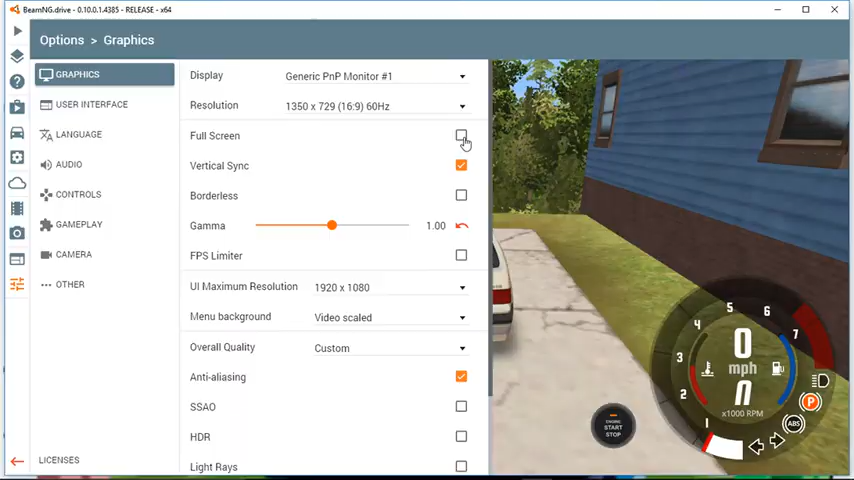 BeamNG.drive - 0.10.0.1.4385 - RELEASE - x64
Options > Graphics
GRAPHICS
USER INTERFACE
LANGUAGE
AUDIO
CONTROLS
GAMEPLAY
CAMERA
OTHER
LICENSES
Display Generic PnP Monitor #1
Resolution 1350 x 729 (16:9) 60Hz
Full Screen
Vertical Sync
Borderless
Gamma 1.00
FPS Limiter
UI Maximum Resolution 1920 x 1080
Menu background Video scaled
Overall Quality Custom
Anti-aliasing
SSAO
HDR
Light Rays
1
2
3
4
5
6
7
0
mph
n
x1000 RPM
P
ABS
ENGINE
START
STOP